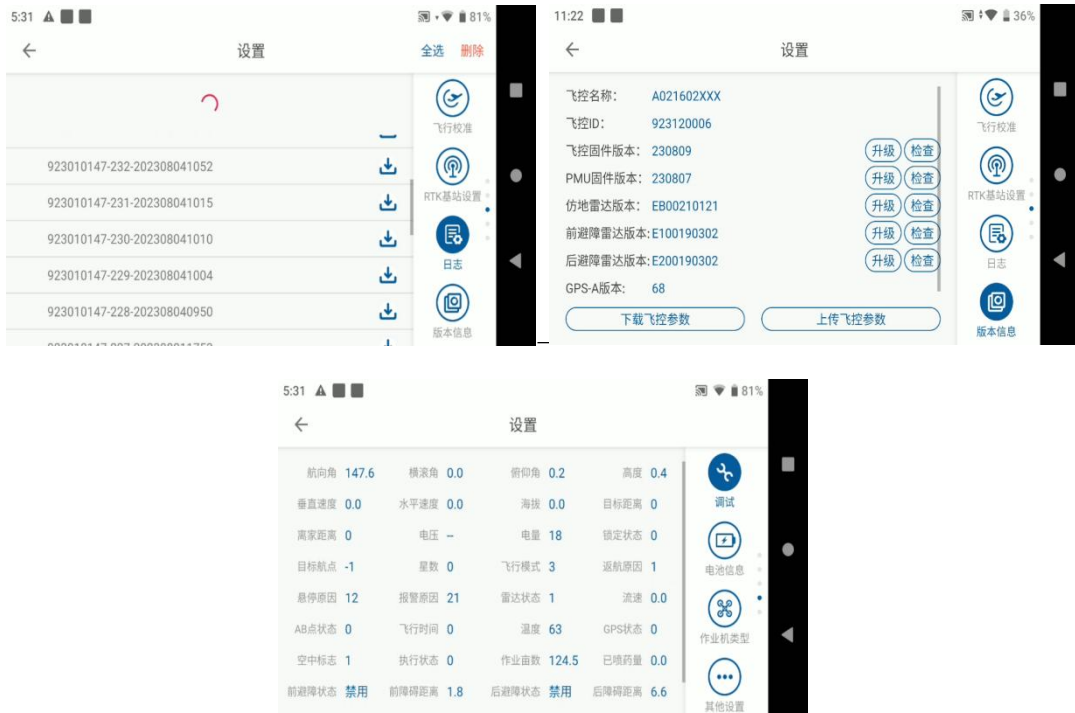 5:31 81%
设置 全选 删除
飞行校准
923010147-232-202308041052
923010147-231-202308041015
RTK基站设置
923010147-230-202308041010
日志
923010147-229-202308041004
923010147-228-202308040950
版本信息
11:22 36%
设置
飞控名称: A021602XXX
飞控ID: 923120006
飞行校准
飞控固件版本: 230809 升级 检查
PMU固件版本: 230807 升级 检查
仿地雷达版本: EB00210121 升级 检查
RTK基站设置
前避障雷达版本:E100190302 升级 检查
后避障雷达版本:E200190302 升级 检查
日志
GPS-A版本: 68
下载飞控参数 上传飞控参数
版本信息
5:31 81%
设置
航向角 147.6 横滚角 0.0 俯仰角 0.2 高度 0.4
垂直速度 0.0 水平速度 0.0 海拔 0.0 目标距离 0
调试
离家距离 0 电压 -- 电量 18 锁定状态 0
目标航点 -1 星数 0 飞行模式 3 返航原因 1
电池信息
悬停原因 12 报警原因 21 雷达状态 1 流速 0.0
AB点状态 0 飞行时间 0 温度 63 GPS状态 0
作业机类型
空中标志 1 执行状态 0 作业亩数 124.5 已喷药量 0.0
前避障状态 禁用 前障碍距离 1.8 后避障状态 禁用 后障碍距离 6.6
其他设置